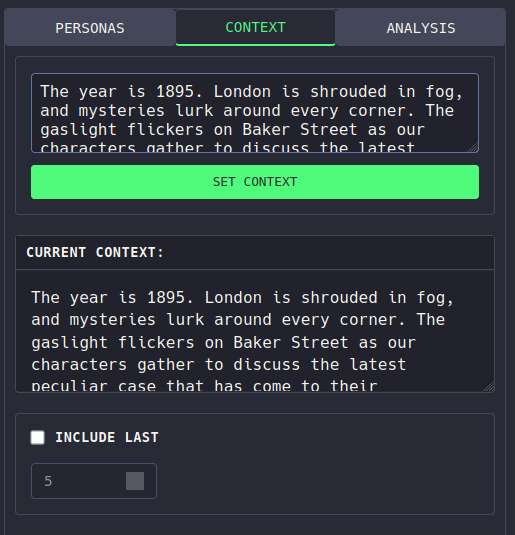 PERSONAS CONTEXT ANALYSIS
The year is 1895. London is shrouded in fog,
and mysteries lurk around every corner. The
gaslight flickers on Baker Street as our
characters gather to discuss the latest
SET CONTEXT
CURRENT CONTEXT:
The year is 1895. London is shrouded in fog,
and mysteries lurk around every corner. The
gaslight flickers on Baker Street as our
characters gather to discuss the latest
peculiar case that has come to their
INCLUDE LAST
5